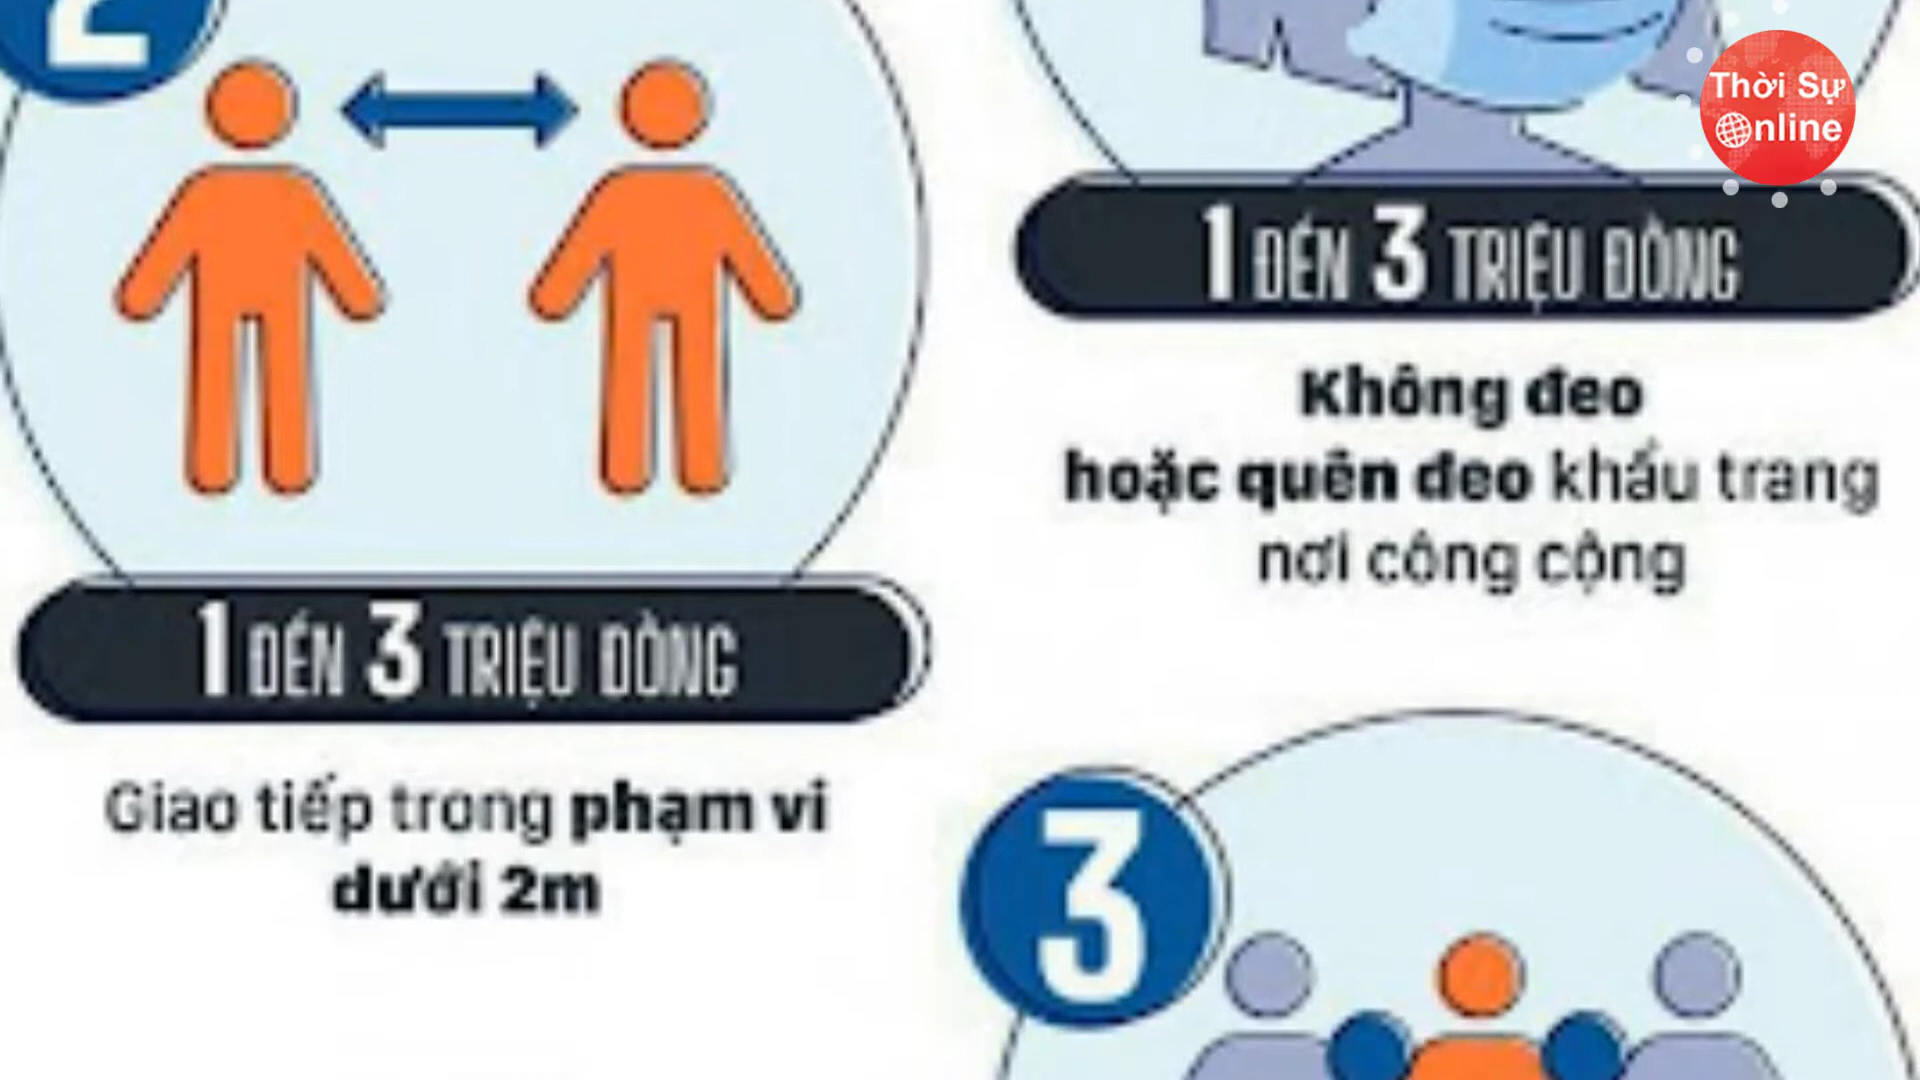 2
Thời Sự
Online
1 ĐẾN 3 TRIỆU ĐỒNG
Không đeo
hoặc quên đeo khẩu trang
nơi công cộng
1 ĐẾN 3 TRIỆU ĐỒNG
Giao tiếp trong phạm vi
dưới 2m
3